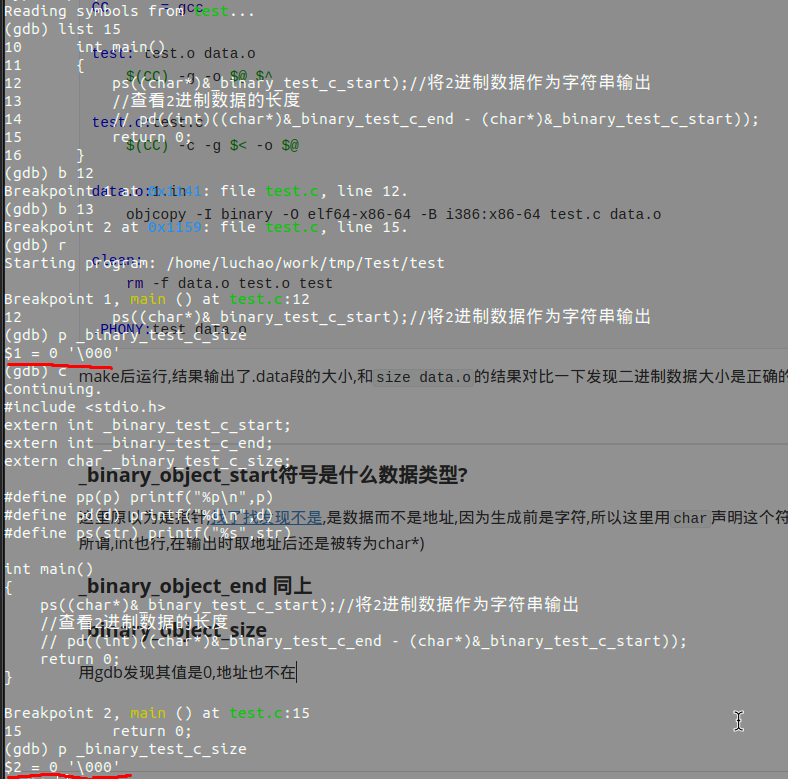 CC = gcc
Reading symbols from test...
(gdb) list 15
10 int main()
test: test.o data.o
11 {
$(CC) -g -o $@ $^
12 ps((char*)&_binary_test_c_start);//将2进制数据作为字符串输出
13 //查看2进制数据的长度
14 // pd((int)((char*)&_binary_test_c_end - (char*)&_binary_test_c_start));
test.o:test.c
15 return 0;
$(CC) -c -g $< -o $@
16 }
(gdb) b 12
Breakpoint 1 at 0x1141: file test.c, line 12.
data.o:1.in
(gdb) b 13
objcopy -I binary -O elf64-x86-64 -B i386:x86-64 test.c data.o
Breakpoint 2 at 0x1159: file test.c, line 15.
(gdb) r
clean:
Starting program: /home/luchao/work/tmp/Test/test
rm -f data.o test.o test
Breakpoint 1, main () at test.c:12
12 ps((char*)&_binary_test_c_start);//将2进制数据作为字符串输出
.PHONY:test data.o
(gdb) p _binary_test_c_size
$1 = 0 '\000'
(gdb) c
make后运行,结果输出了.data段的大小,和size data.o的结果对比一下发现二进制数据大小是正确的
Continuing.
#include <stdio.h>
extern int _binary_test_c_start;
extern int _binary_test_c_end;
extern char _binary_test_c_size;
_binary_object_start符号是什么数据类型?
#define pp(p) printf("%p\n",p)
#define pd(d) printf("%d\n",d)
这里原以为是指针,找了找发现不是,是数据而不是地址,因为生成前是字符,所以这里用char声明这个符
#define ps(str) printf("%s",str)
所谓,int也行,在输出时取地址后还是被转为char*)
int main()
{
_binary_object_end 同上
ps((char*)&_binary_test_c_start);//将2进制数据作为字符串输出
//查看2进制数据的长度
_binary_object_size
// pd((int)((char*)&_binary_test_c_end - (char*)&_binary_test_c_start));
return 0;
用gdb发现其值是0,地址也不在
}
Breakpoint 2, main () at test.c:15
15 return 0;
(gdb) p _binary_test_c_size
$2 = 0 '\000'